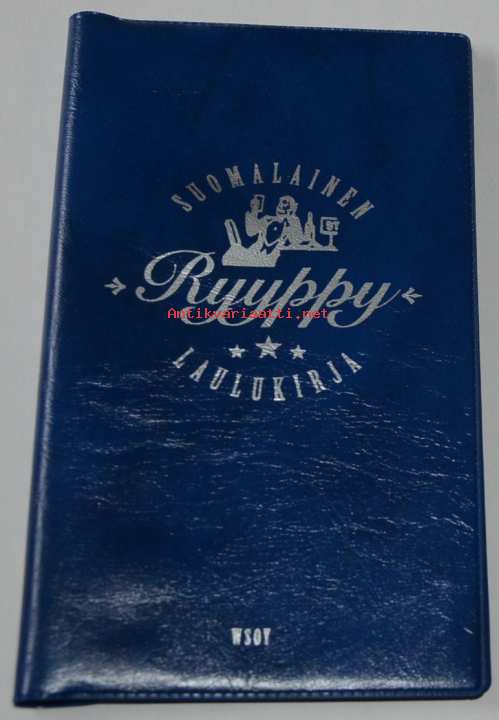 SUOMALAINEN
Ryyppy
Antikvariaatti.net
LAULUKIRJA
WSOY